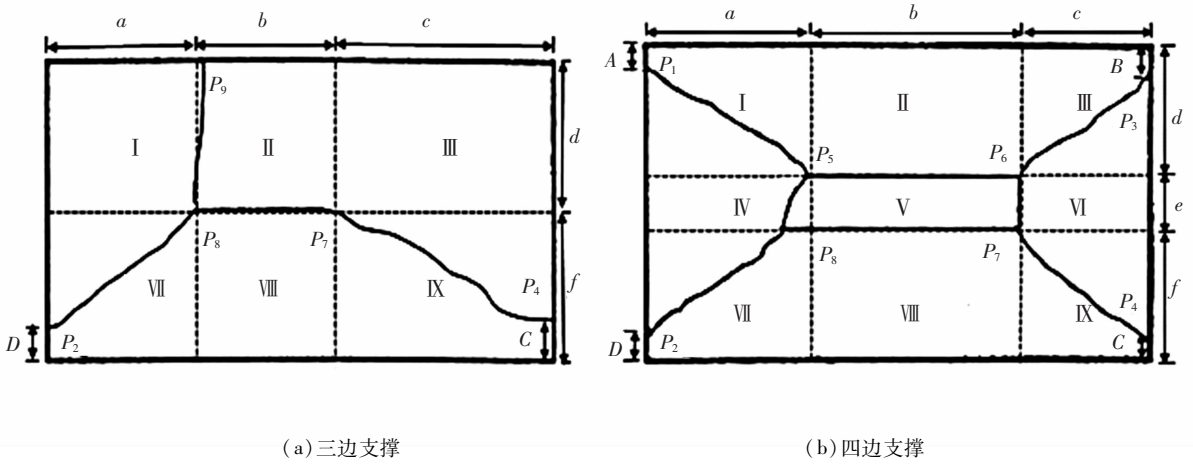 a b c
P9
Ⅰ Ⅱ Ⅲ d
P8 P7
Ⅶ Ⅷ Ⅸ P4 f
D P2 C
(a)三边支撑
a b c
A P1 B
Ⅰ Ⅱ Ⅲ P3 d
P5 P6
Ⅳ Ⅴ Ⅵ e
P8 P7
Ⅶ Ⅷ Ⅸ P4 f
D P2 C
(b)四边支撑